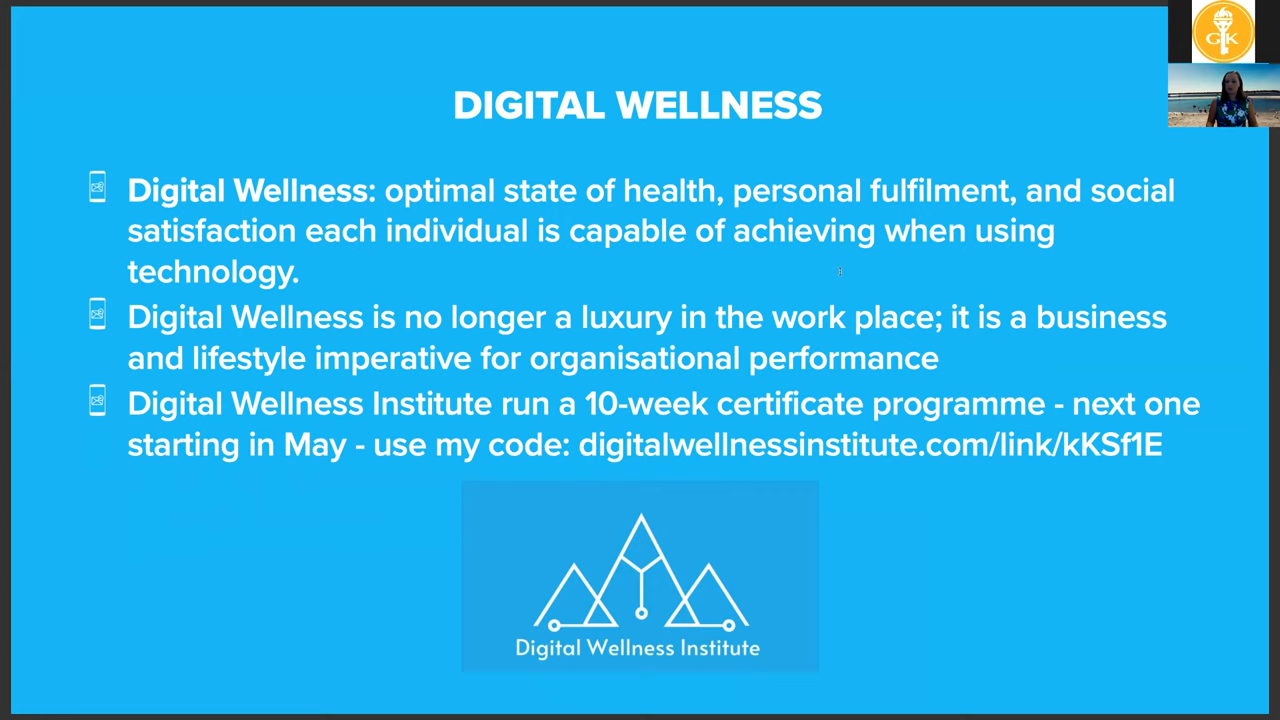 GK
DIGITAL WELLNESS
Digital Wellness: optimal state of health, personal fulfilment, and social
satisfaction each individual is capable of achieving when using
technology.
Digital Wellness is no longer a luxury in the work place; it is a business
and lifestyle imperative for organisational performance
Digital Wellness Institute run a 10-week certificate programme - next one
starting in May - use my code: digitalwellnessinstitute.com/link/kKSf1E
Digital Wellness Institute